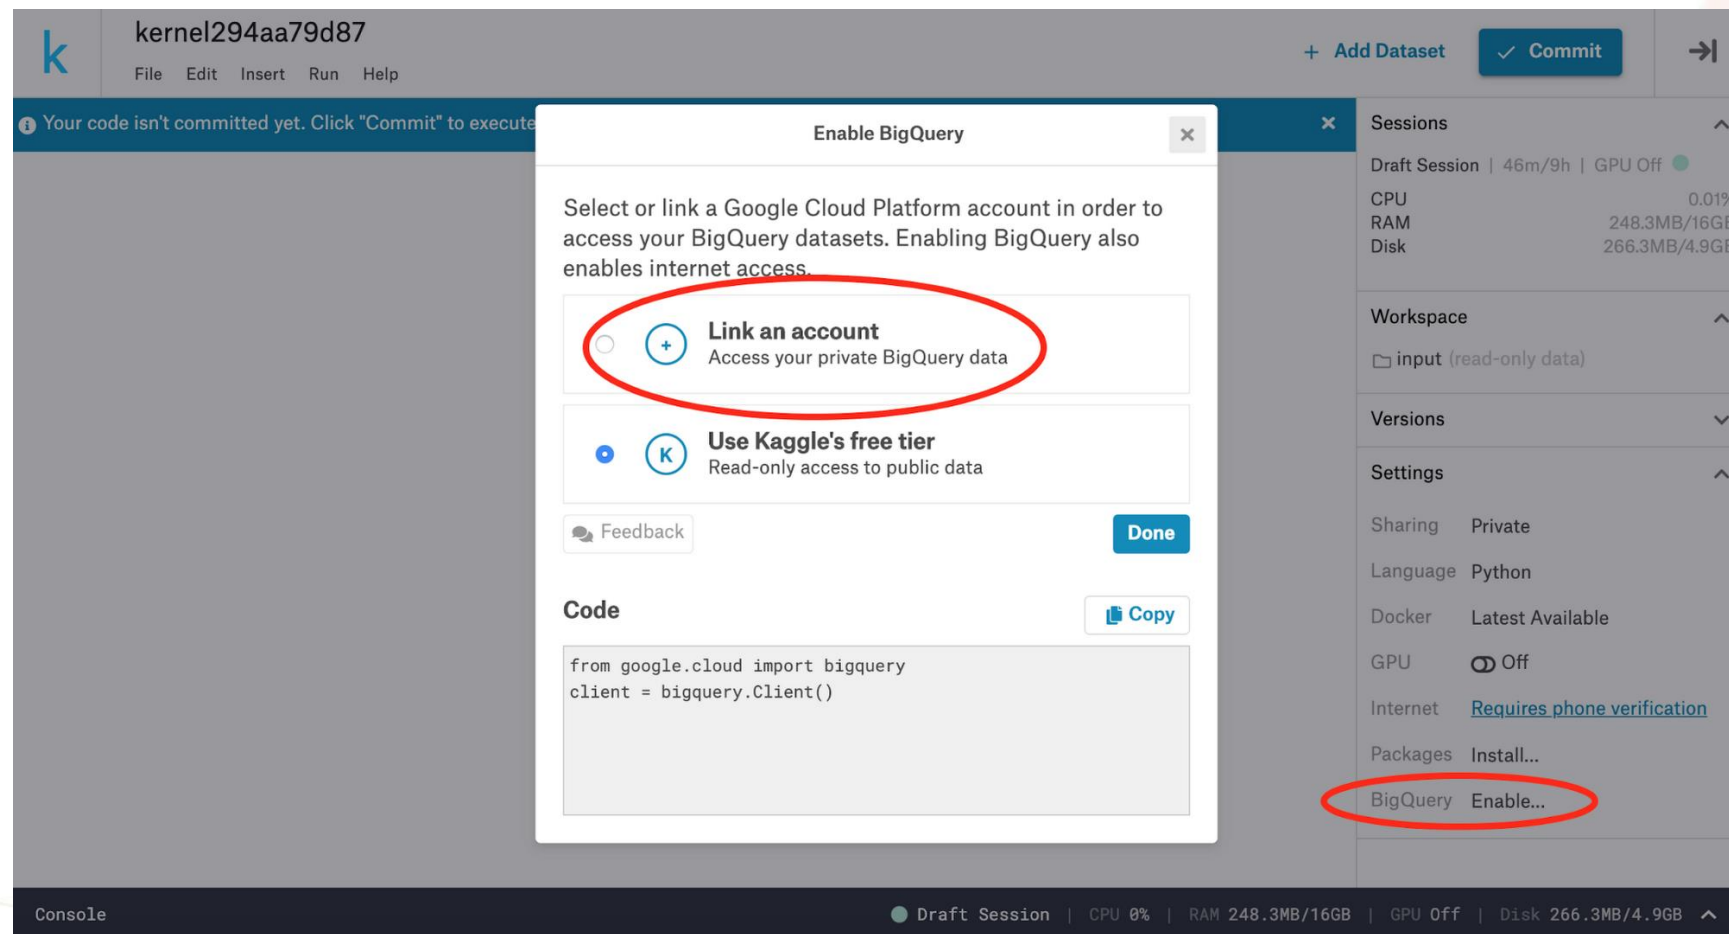 k
kernel294aa79d87
File Edit Insert Run Help
+ Add Dataset
Commit
Your code isn't committed yet. Click "Commit" to execute
Enable BigQuery
Select or link a Google Cloud Platform account in order to
access your BigQuery datasets. Enabling BigQuery also
enables internet access.
Link an account
Access your private BigQuery data
K
Use Kaggle's free tier
Read-only access to public data
Feedback
Done
Code
Copy
from google.cloud import bigquery
client = bigquery.Client()
Sessions
Draft Session | 46m/9h | GPU Off
CPU 0.01%
RAM 248.3MB/16GB
Disk 266.3MB/4.9GB
Workspace
input (read-only data)
Versions
Settings
Sharing Private
Language Python
Docker Latest Available
GPU Off
Internet Requires phone verification
Packages Install...
BigQuery Enable...
Console
Draft Session | CPU 0% | RAM 248.3MB/16GB | GPU Off | Disk 266.3MB/4.9GB